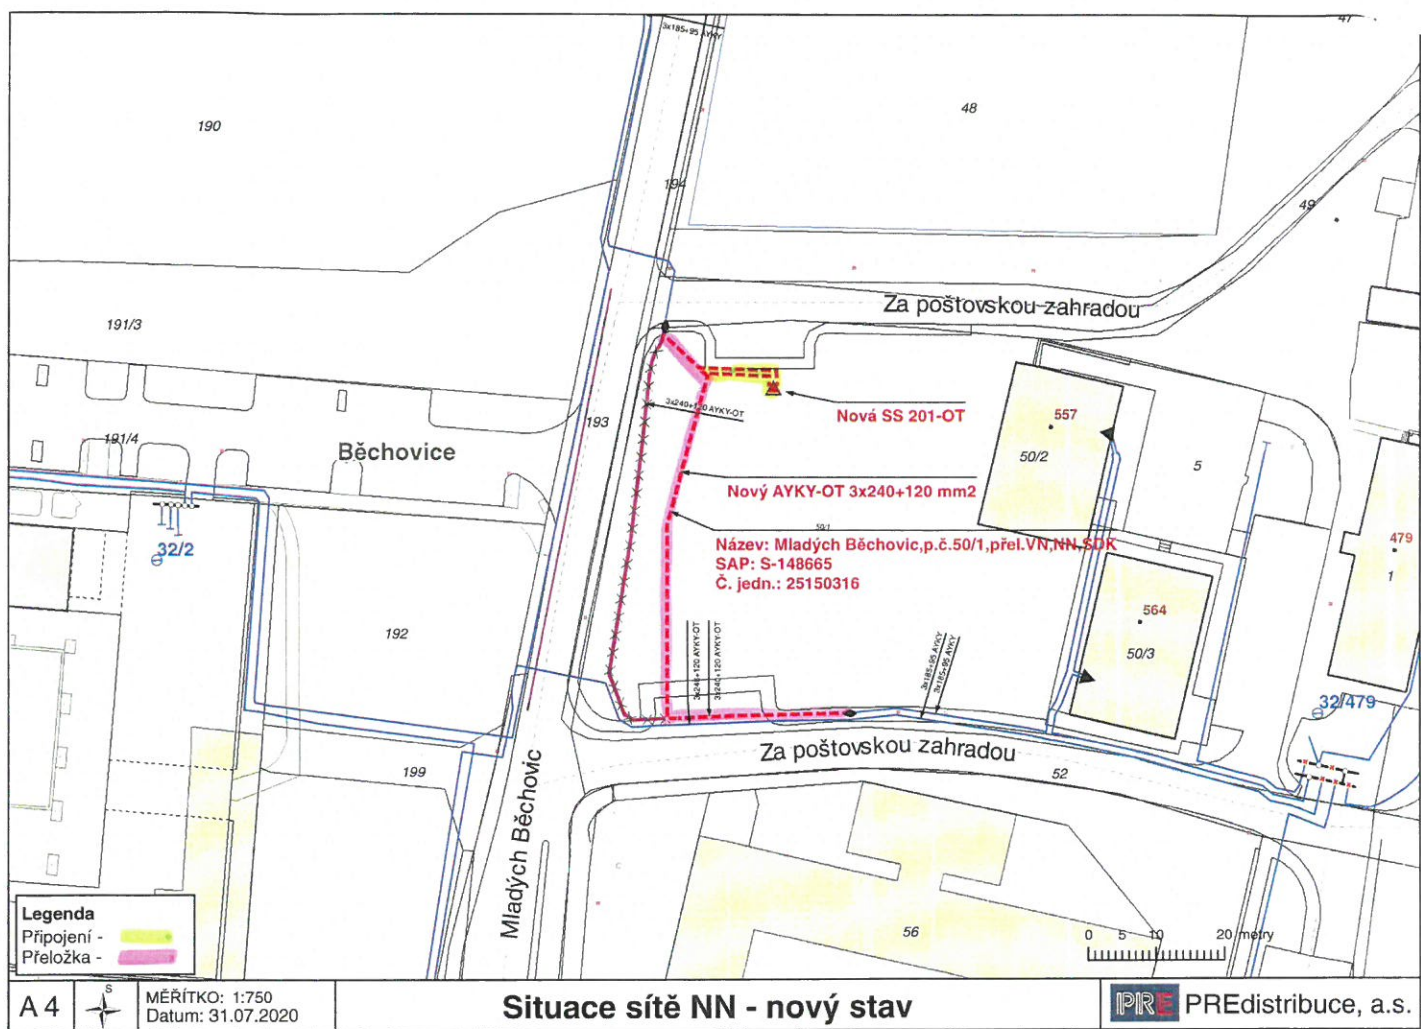 47
3x185+95 AYKY
190
48
194
49
Za poštovskou zahradou
191/3
3x240+120 AYKY-OT
Nová SS 201-OT
193
557
191/4
Běchovice
50/2
5
Nový AYKY-OT 3x240+120 mm2
50/1
Název: Mladých Běchovic,p.č.50/1,přel.VN,NN,SDK
SAP: S-148665
Č. jedn.: 25150316
32/2
479
1
564
192
50/3
3x240+120 AYKY-OT
3x240+120 AYKY-OT
3x185+95 AYKY
3x185+95 AYKY
32/479
Za poštovskou zahradou
199
52
Mladých Běchovic
56
Legenda
Připojení -
Přeložka -
0 5 10 20 metry
A 4
S
MĚŘÍTKO: 1:750
Datum: 31.07.2020
Situace sítě NN - nový stav
PRE PREdistribuce, a.s.